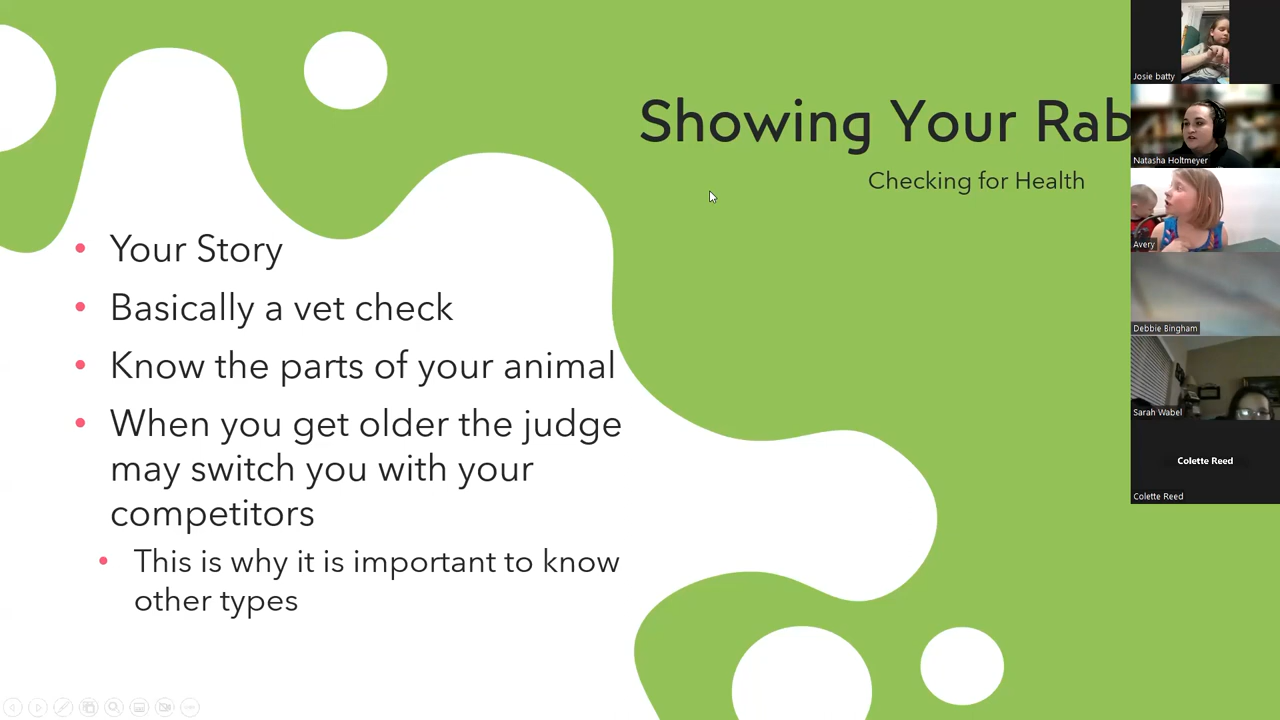 Showing Your Rab
Checking for Health
• Your Story
• Basically a vet check
• Know the parts of your animal
• When you get older the judge
may switch you with your
competitors
• This is why it is important to know
other types
Josie batty
Natasha Holtmeyer
Avery
Debbie Bingham
Sarah Wabel
Colette Reed
Colette Reed